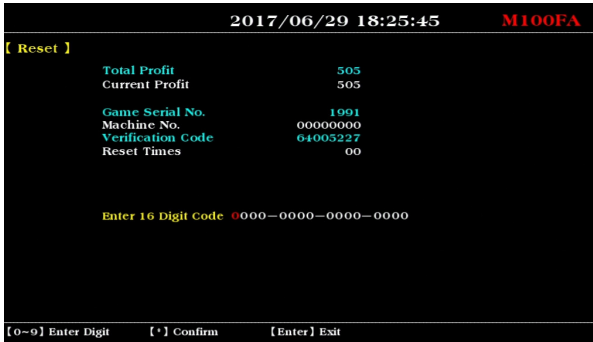 2017/06/29 18:25:45 M100FA
【 Reset 】
Total Profit 505
Current Profit 505
Game Serial No. 1991
Machine No. 00000000
Verification Code 64005227
Reset Times 00
Enter 16 Digit Code 0000-0000-0000-0000
【0~9】Enter Digit 【*】Confirm 【Enter】Exit